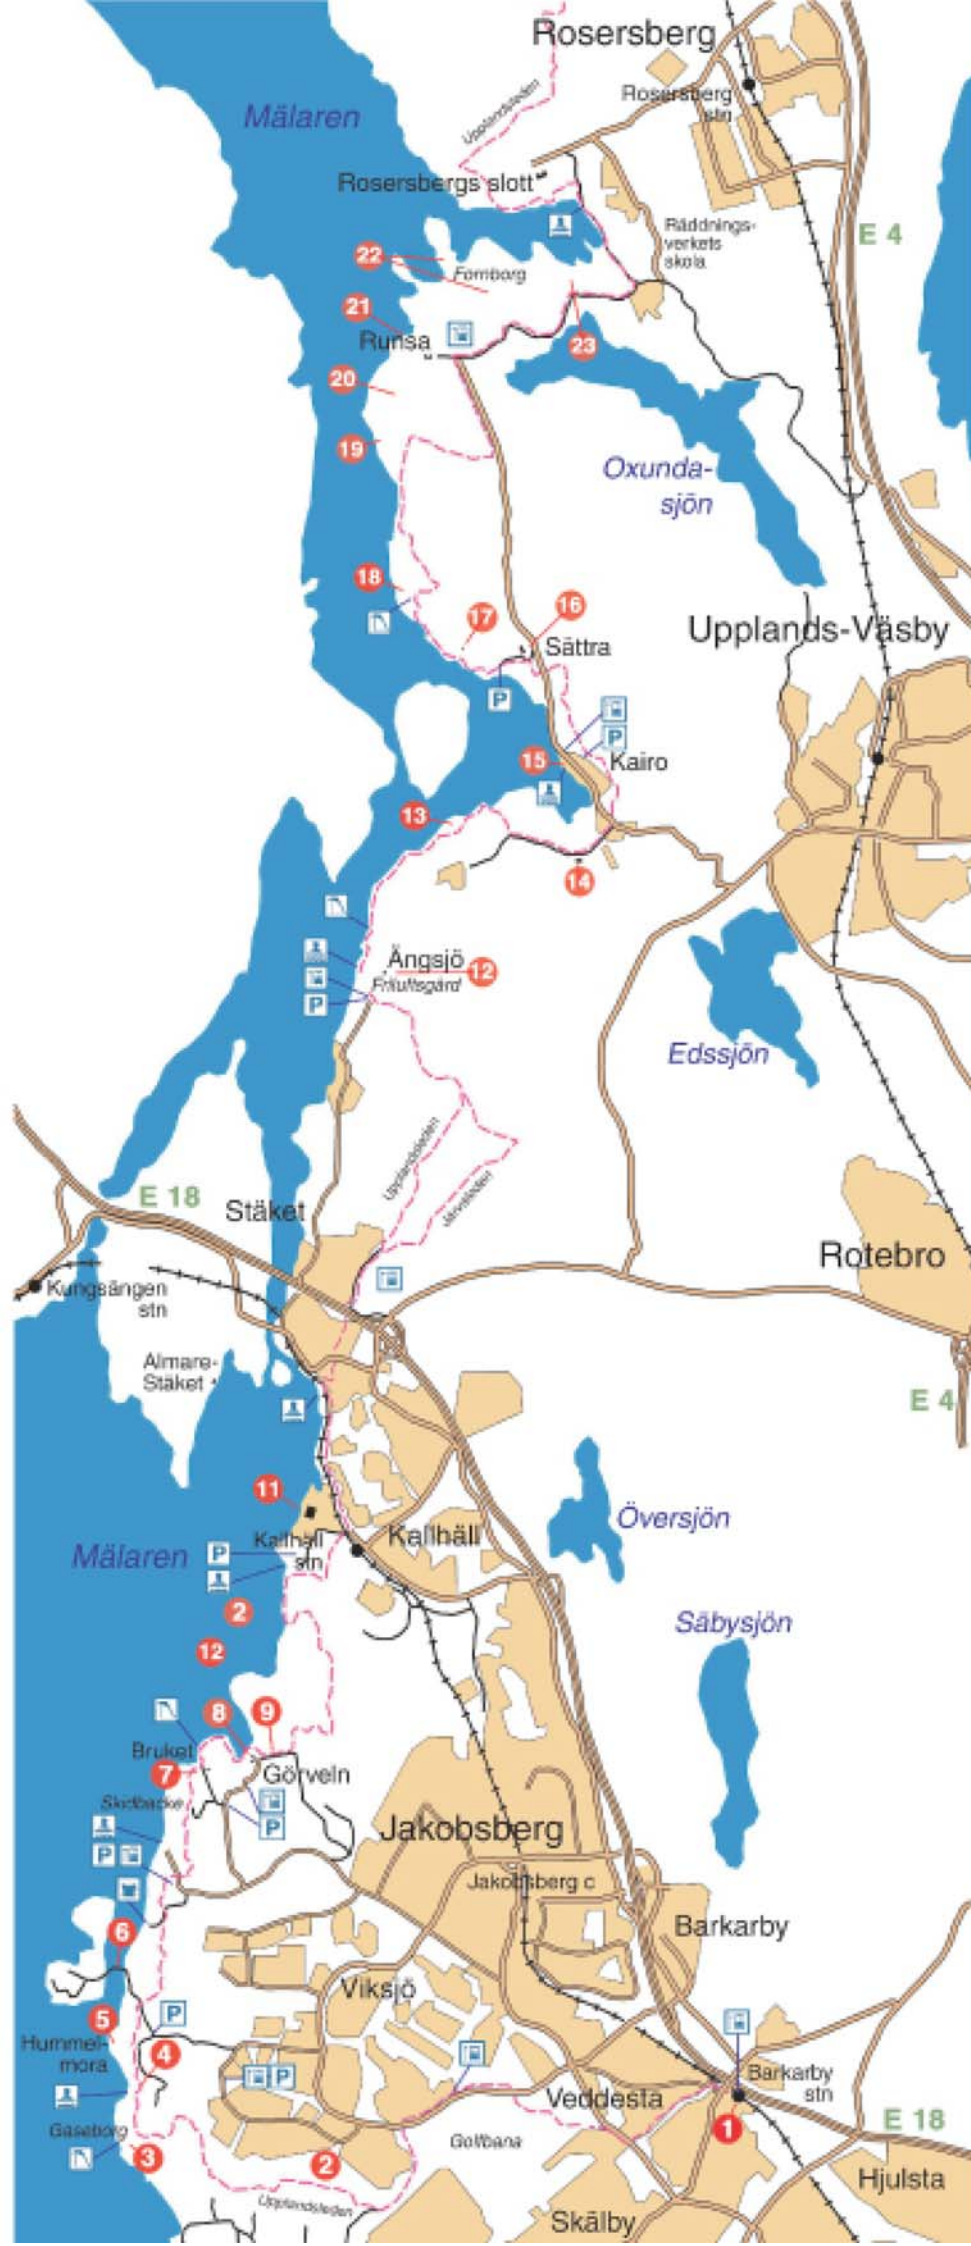 Rosersberg
Upplandsleden
Rosersberg
stn
Mälaren
Rosersbergs slott
Räddnings-
verkets
skola
E 4
22
Fornborg
21
Runsa
23
20
19
Oxunda-
sjön
18
17
16
Upplands-Väsby
Sättra
P
P
15
Kairo
13
14
Ängsjö
12
Friluftsgård
P
Edssjön
Upplandsleden
Järvaleden
E 18
Stäket
Rotebro
Kungsängen
stn
Almare-
Stäket
E 4
11
Översjön
Kallhäll
Kallhäll
stn
Mälaren
P
2
12
Säbysjön
8
9
Bruket
7
Görveln
Skidbacke
P
Jakobsberg
P
Jakobsberg c
Barkarby
6
Viksjö
5
P
Hummel-
mora
4
P
Barkarby
stn
Veddesta
1
E 18
Gåseborg
3
2
Golfbana
Hjulsta
Upplandsleden
Skälby